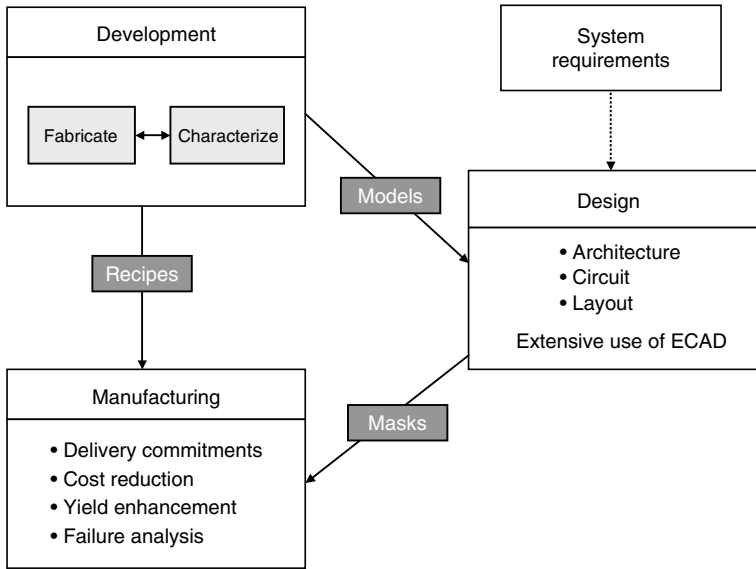 Development
Fabricate
Characterize
System
requirements
Models
Design
• Architecture
• Circuit
• Layout
Extensive use of ECAD
Recipes
Masks
Manufacturing
• Delivery commitments
• Cost reduction
• Yield enhancement
• Failure analysis